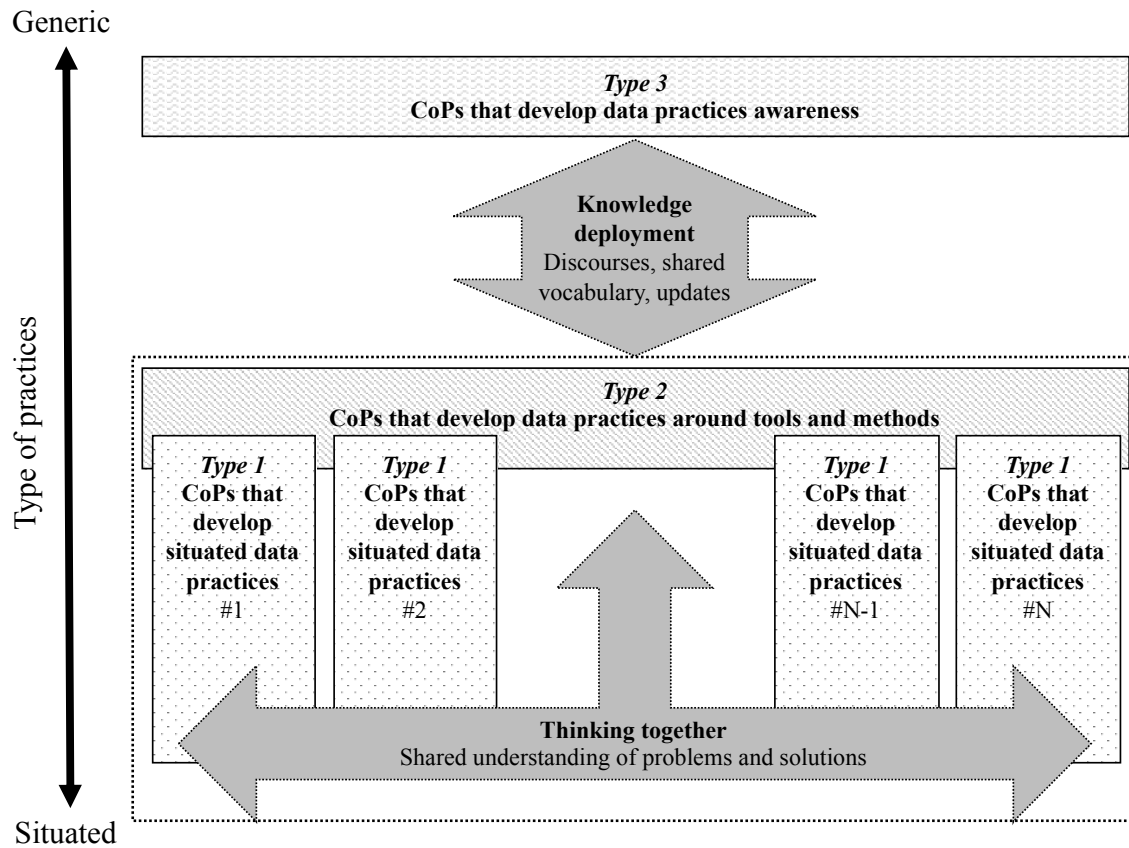 Generic
Type 3
CoPs that develop data practices awareness
Knowledge
deployment
Discourses, shared
vocabulary, updates
Type of practices
Type 2
CoPs that develop data practices around tools and methods
Type 1
CoPs that
develop
situated data
practices
#1
Type 1
CoPs that
develop
situated data
practices
#2
Type 1
CoPs that
develop
situated data
practices
#N-1
Type 1
CoPs that
develop
situated data
practices
#N
Thinking together
Shared understanding of problems and solutions
Situated